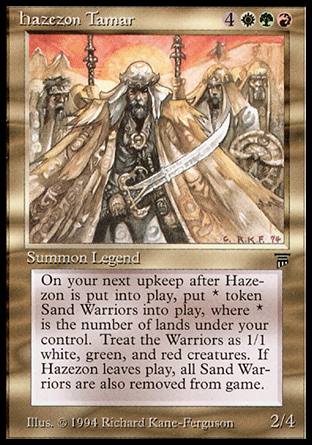 Hazezon Tamar 4
C. R.K.F. 94
Summon Legend
On your next upkeep after Haze-
zon is put into play, put * token
Sand Warriors into play, where *
is the number of lands under your
control. Treat the Warriors as 1/1
white, green, and red creatures. If
Hazezon leaves play, all Sand War-
riors are also removed from game.
Illus. © 1994 Richard Kane-Ferguson 2/4